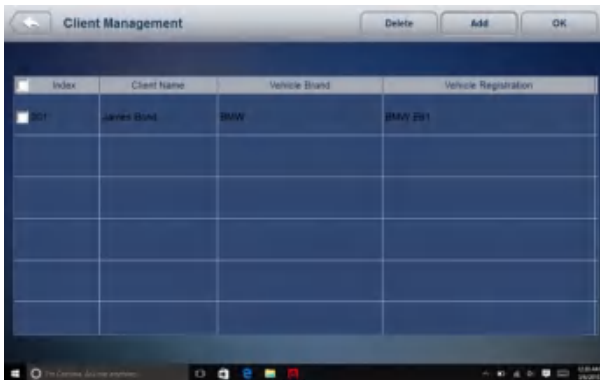 Client Management
Delete
Add
OK
Index
Client Name
Vehicle Brand
Vehicle Registration
001
James Bond
BMW
BMW E61